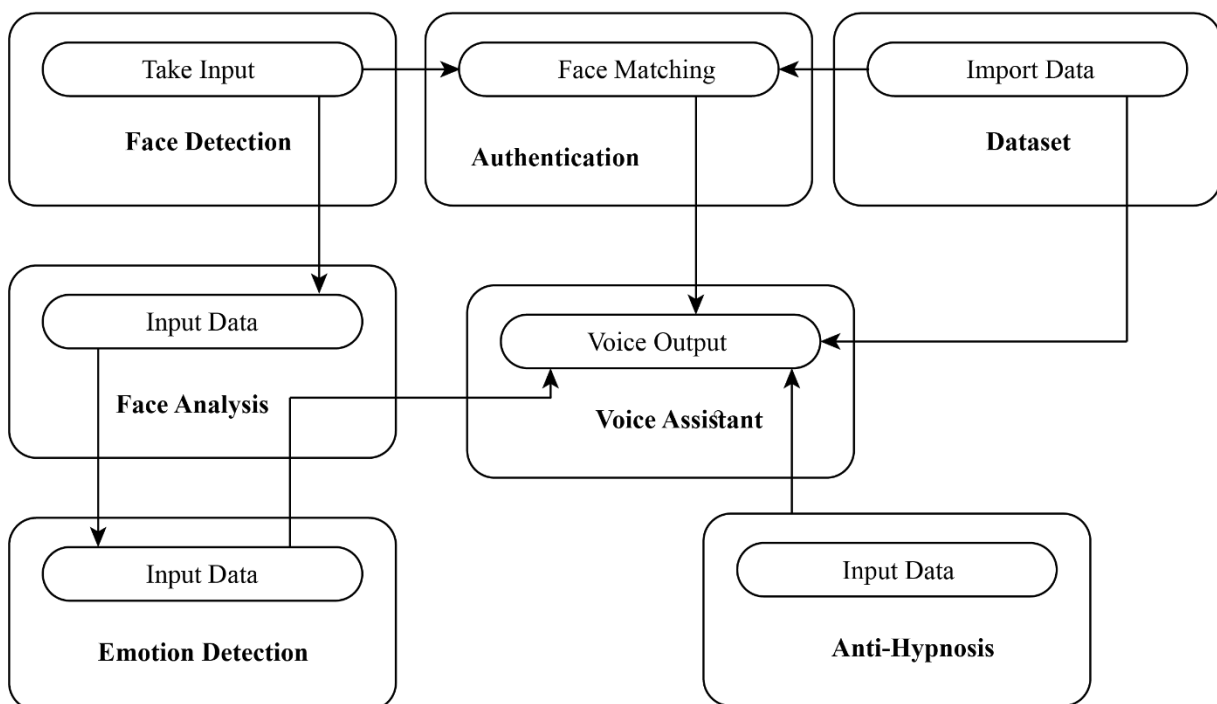 Take Input
Face Matching
Import Data
Face Detection
Authentication
Dataset
Input Data
Voice Output
Face Analysis
Voice Assistant
Input Data
Input Data
Emotion Detection
Anti-Hypnosis